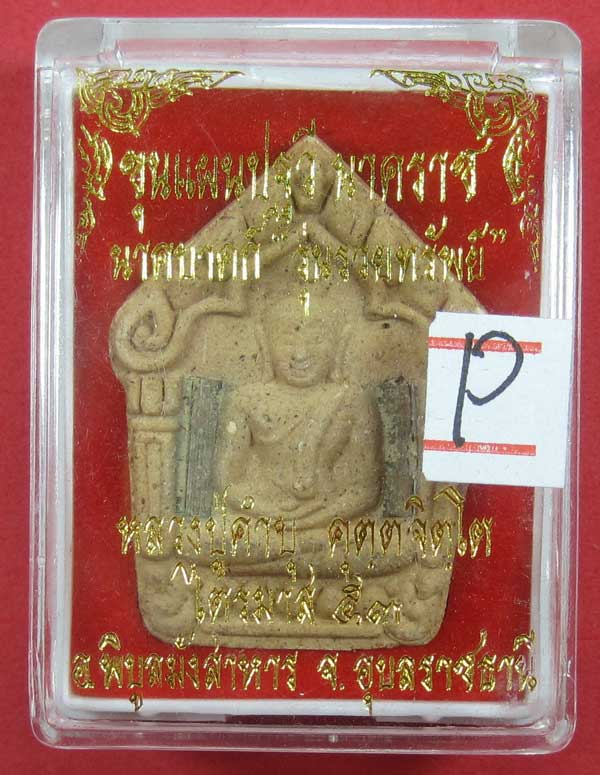 ขุนแผนปฐวี นาคราช
นาคบาดก์ "รุ่นรวยทรัพย์"
p
หลวงปู่คำบุ คุตฺตจิตฺโต
ไตรมาส ๕๓
อ.พิบูลมังสาหาร จ.อุบลราชธานี